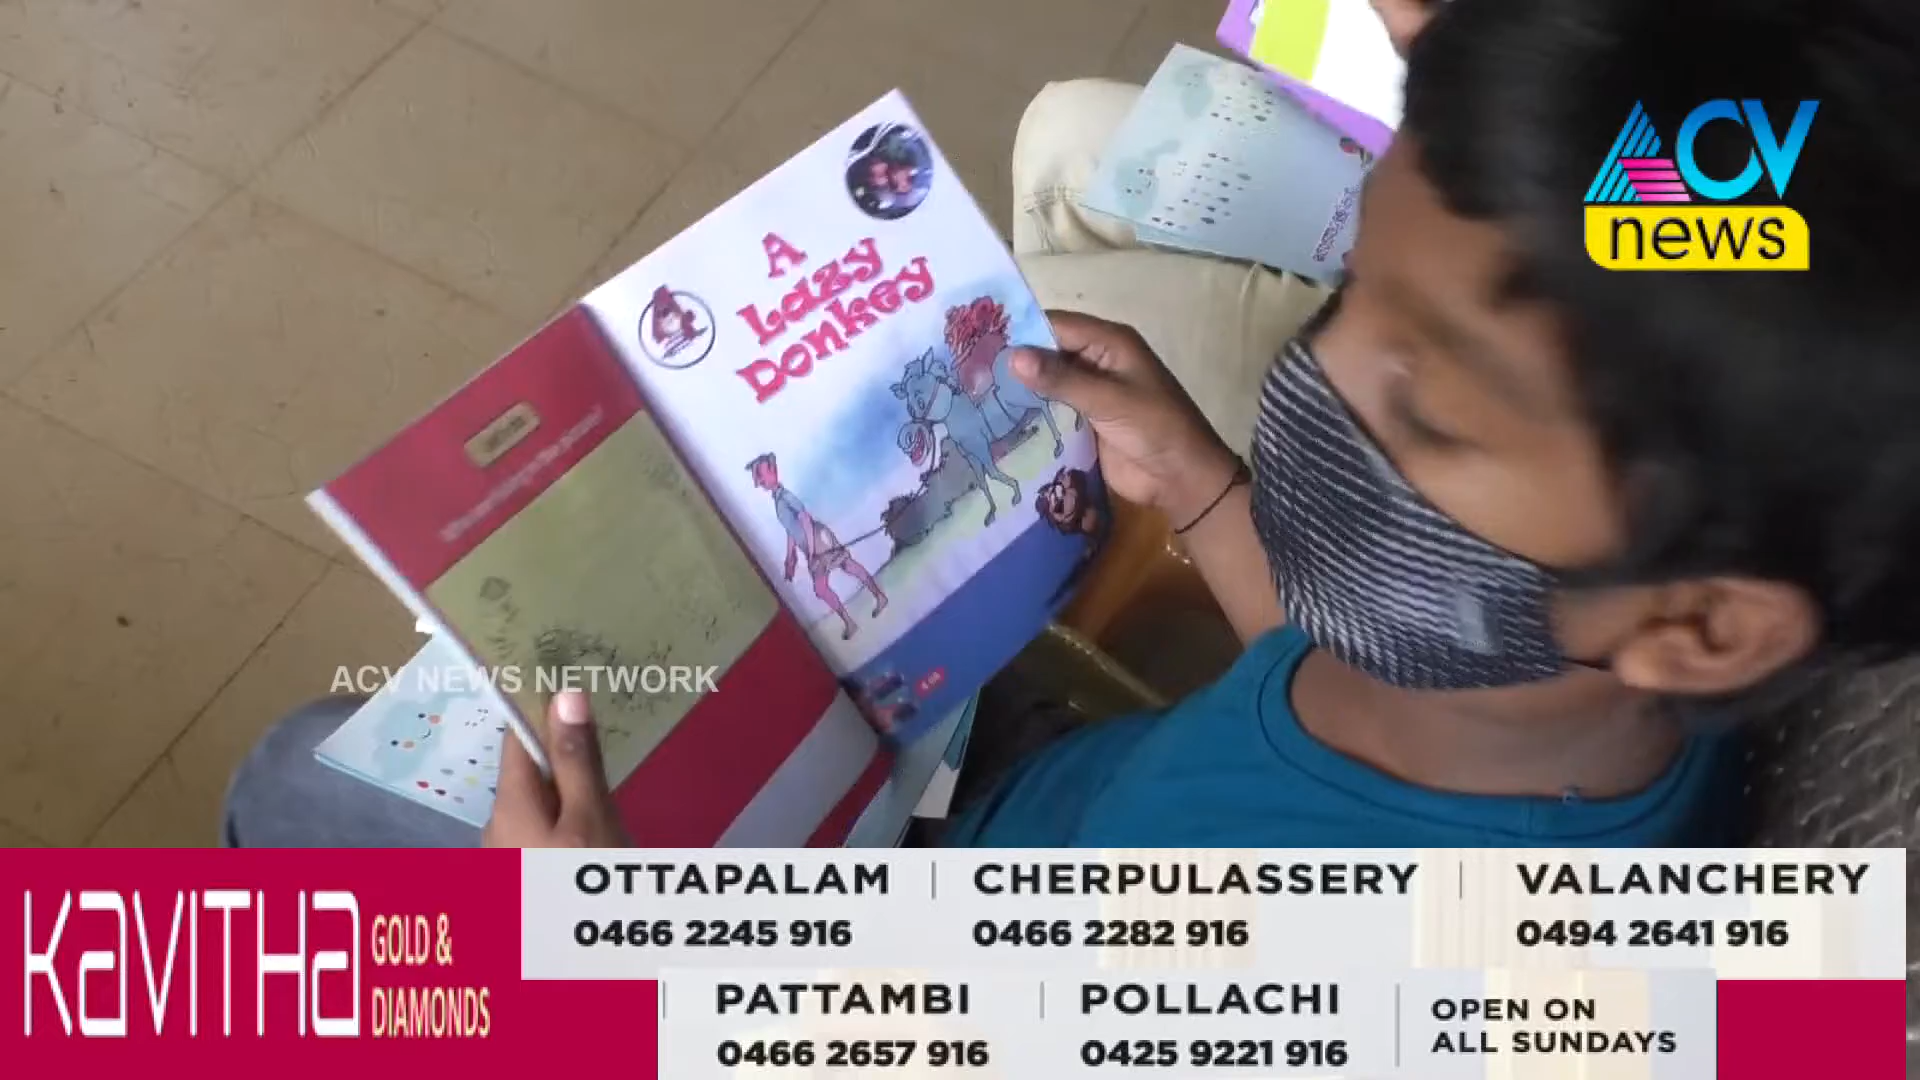 ACV
news
A
Lazy
Donkey
4
ACV NEWS NETWORK
KAVITHA
GOLD &
DIAMONDS
OTTAPALAM
0466 2245 916
CHERPULASSERY
0466 2282 916
VALANCHERY
0494 2641 916
PATTAMBI
0466 2657 916
POLLACHI
0425 9221 916
OPEN ON
ALL SUNDAYS